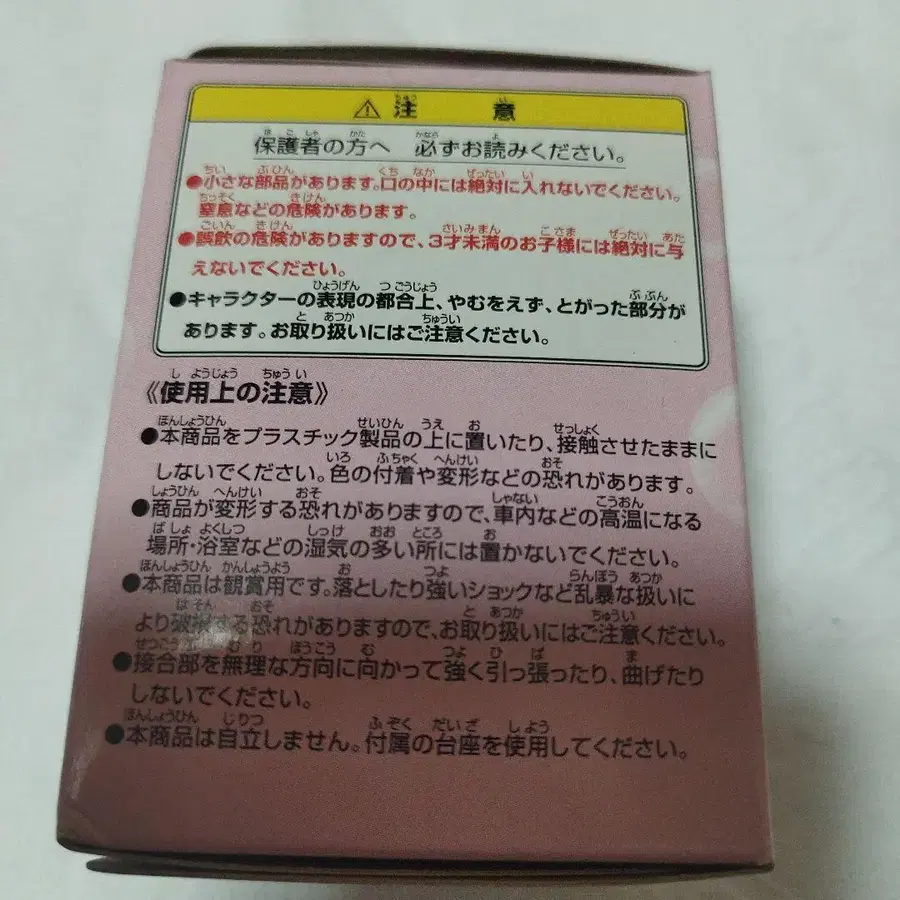 ⚠注意
保護者の方へ 必ずお読みください。
●小さな部品があります。口の中には絶対に入れないでください。
窒息などの危険があります。
●誤飲の危険がありますので、3才未満のお子様には絶対に与
えないでください。
●キャラクターの表現の都合上、やむをえず、とがった部分が
あります。お取り扱いにはご注意ください。
《使用上の注意》
●本商品をプラスチック製品の上に置いたり、接触させたままに
しないでください。色の付着や変形などの恐れがあります。
●商品が変形する恐れがありますので、車内などの高温になる
場所・浴室などの湿気の多い所には置かないでください。
●本商品は観賞用です。落としたり強いショックなど乱暴な扱いに
より破損する恐れがありますので、お取り扱いにはご注意ください。
●接合部を無理な方向に向かって強く引っ張ったり、曲げたり
しないでください。
●本商品は自立しません。付属の台座を使用してください。